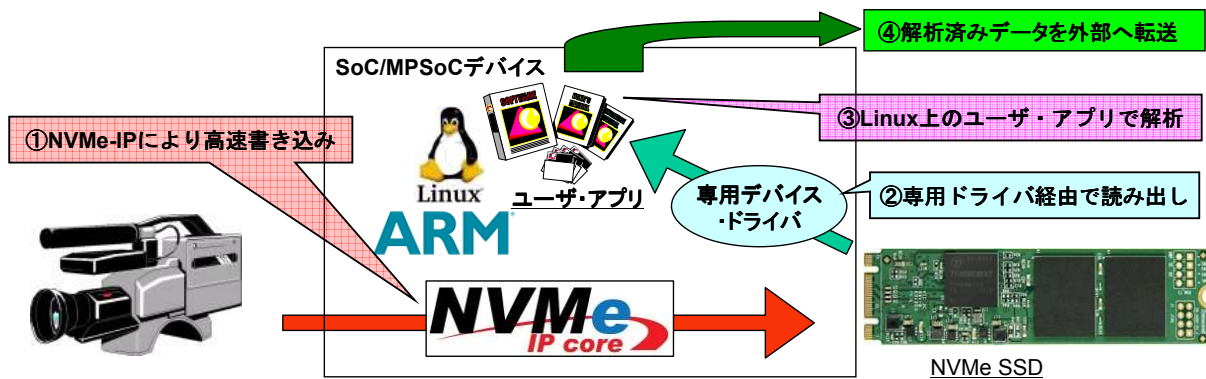 ④解析済みデータを外部へ転送
SoC/MPSoCデバイス
SOFTWARE
③Linux上のユーザ・アプリで解析
①NVMe-IPにより高速書き込み
Linux
ユーザ・アプリ
専用デバイス
・ドライバ
②専用ドライバ経由で読み出し
ARM
NVMe
IP core
NVMe SSD